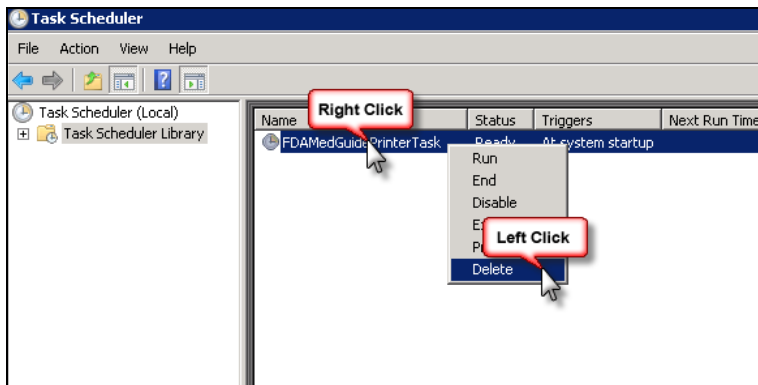 Task Scheduler
File Action View Help
Task Scheduler (Local)
Task Scheduler Library
Name Status Triggers Next Run Time
Right Click
FDAMedGuidePrinterTask Ready At system startup
Run
End
Disable
Left Click
Delete